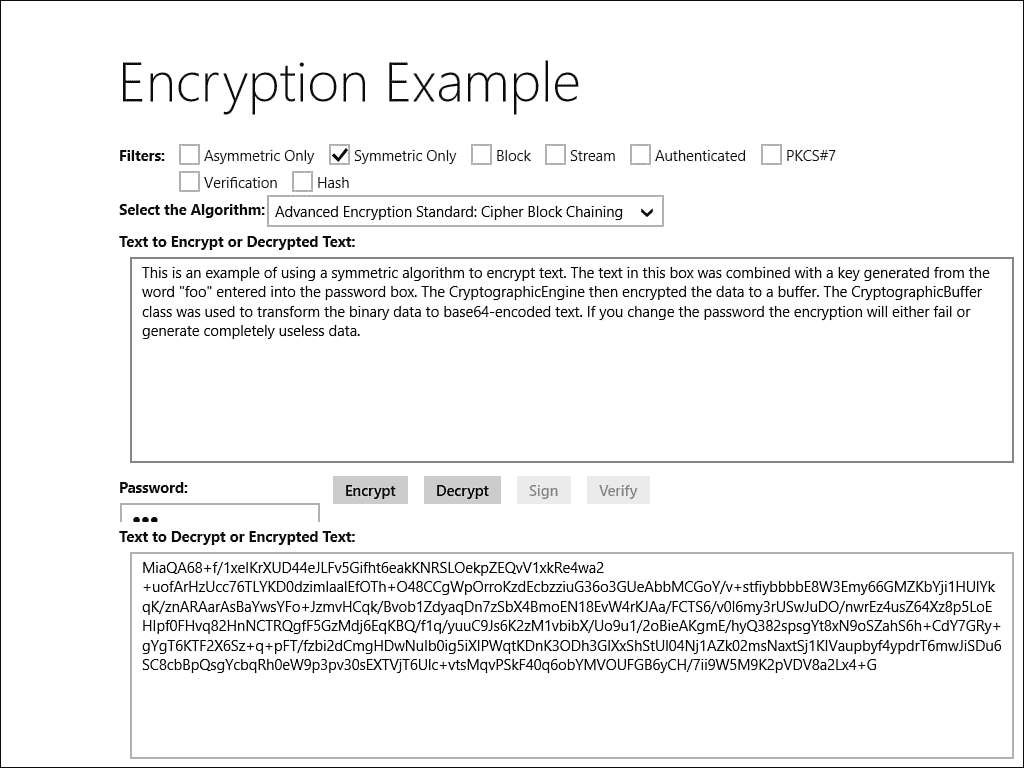 Encryption Example
Filters: Asymmetric Only Symmetric Only Block Stream Authenticated PKCS#7
Verification Hash
Select the Algorithm: Advanced Encryption Standard: Cipher Block Chaining
Text to Encrypt or Decrypted Text:
This is an example of using a symmetric algorithm to encrypt text. The text in this box was combined with a key generated from the
word "foo" entered into the password box. The CryptographicEngine then encrypted the data to a buffer. The CryptographicBuffer
class was used to transform the binary data to base64-encoded text. If you change the password the encryption will either fail or
generate completely useless data.
Password: Encrypt Decrypt Sign Verify
●●●
Text to Decrypt or Encrypted Text:
MiaQA68+f/1xelKrXUD44eJLFv5Gifht6eakKNRSLOekpZEQvV1xkRe4wa2
+uofArHzUcc76TLYKD0dzimlaalEfOTh+O48CCgWpOrroKzdEcbzziuG36o3GUeAbbMCGoY/v+stfiybbbbE8W3Emy66GMZKbYji1HUlYk
qK/znARAarAsBaYwsYFo+JzmvHCqk/Bvob1ZdyaqDn7zSbX4BmoEN18EvW4rKJAa/FCTS6/v0l6my3rUSwJuDO/nwrEz4usZ64Xz8p5LoE
HIpf0FHvq82HnNCTRQgfF5GzMdj6EqKBQ/f1q/yuuC9Js6K2zM1vbibX/Uo9u1/2oBieAKgmE/hyQ382spsgYt8xN9oSZahS6h+CdY7GRy+
gYgT6KTF2X6Sz+q+pFT/fzbi2dCmgHDwNulb0ig5iXIPWqtKDnK3ODh3GlXxShStUl04Nj1AZk02msNaxtSj1KlVaupbyf4ypdrT6mwJiSDu6
SC8cbBpQsgYcbqRh0eW9p3pv30sEXTVjT6Ulc+vtsMqvPSkF40q6obYMVOUFGB6yCH/7ii9W5M9K2pVDV8a2Lx4+G